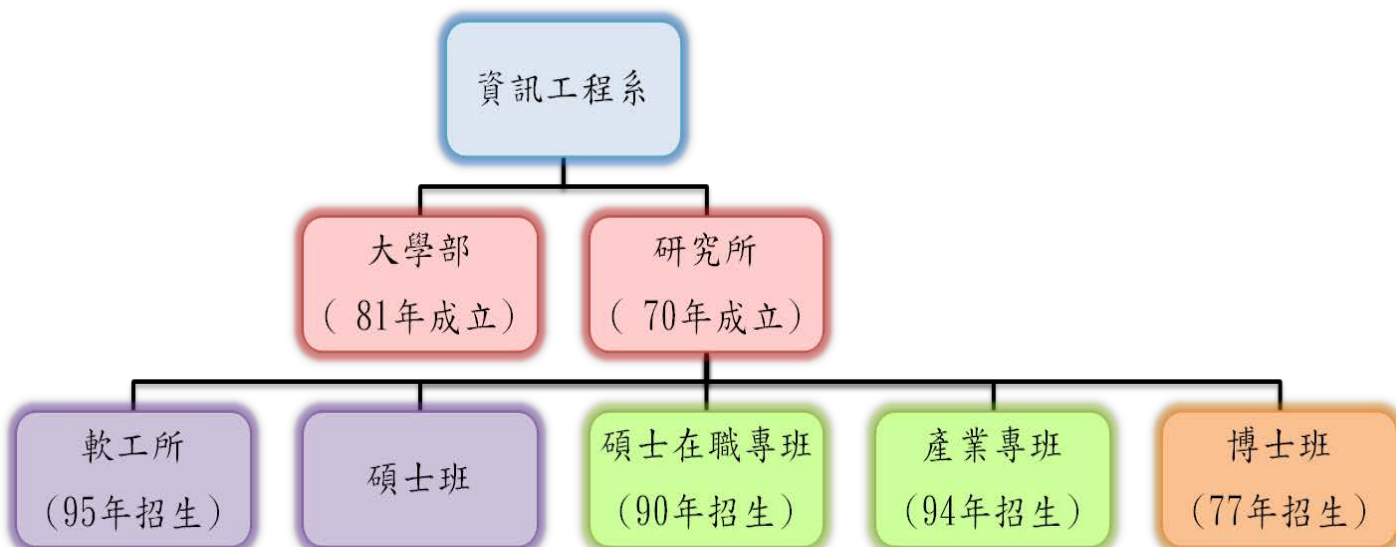 資訊工程系
大學部
( 81年成立)
研究所
( 70年成立)
軟工所
(95年招生)
碩士班
碩士在職專班
(90年招生)
產業專班
(94年招生)
博士班
(77年招生)